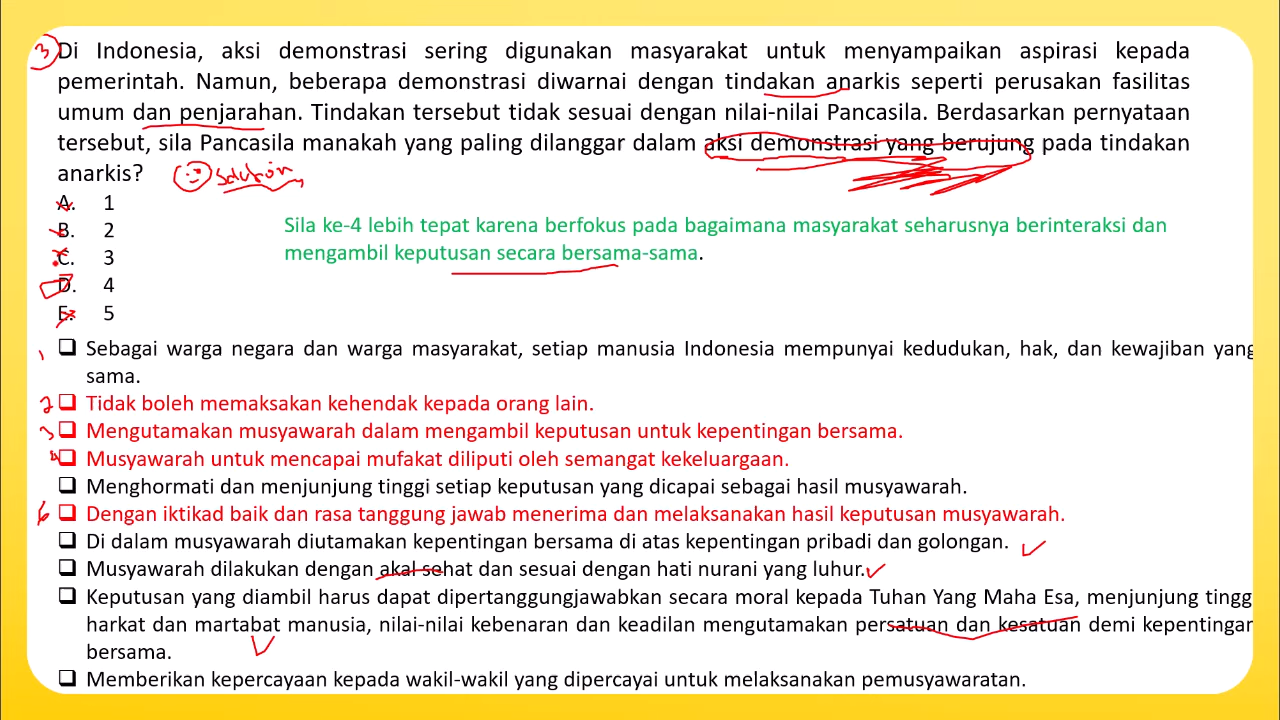 3 Di Indonesia, aksi demonstrasi sering digunakan masyarakat untuk menyampaikan aspirasi kepada
pemerintah. Namun, beberapa demonstrasi diwarnai dengan tindakan anarkis seperti perusakan fasilitas
umum dan penjarahan. Tindakan tersebut tidak sesuai dengan nilai-nilai Pancasila. Berdasarkan pernyataan
tersebut, sila Pancasila manakah yang paling dilanggar dalam aksi demonstrasi yang berujung pada tindakan
anarkis? solution
A. 1
B. 2
C. 3
D. 4
E. 5
Sila ke-4 lebih tepat karena berfokus pada bagaimana masyarakat seharusnya berinteraksi dan
mengambil keputusan secara bersama-sama.
1 Sebagai warga negara dan warga masyarakat, setiap manusia Indonesia mempunyai kedudukan, hak, dan kewajiban yang
sama.
2 Tidak boleh memaksakan kehendak kepada orang lain.
3 Mengutamakan musyawarah dalam mengambil keputusan untuk kepentingan bersama.
4 Musyawarah untuk mencapai mufakat diliputi oleh semangat kekeluargaan.
Menghormati dan menjunjung tinggi setiap keputusan yang dicapai sebagai hasil musyawarah.
6 Dengan iktikad baik dan rasa tanggung jawab menerima dan melaksanakan hasil keputusan musyawarah.
Di dalam musyawarah diutamakan kepentingan bersama di atas kepentingan pribadi dan golongan.
Musyawarah dilakukan dengan akal sehat dan sesuai dengan hati nurani yang luhur.
Keputusan yang diambil harus dapat dipertanggungjawabkan secara moral kepada Tuhan Yang Maha Esa, menjunjung tinggi
harkat dan martabat manusia, nilai-nilai kebenaran dan keadilan mengutamakan persatuan dan kesatuan demi kepentingan
bersama.
Memberikan kepercayaan kepada wakil-wakil yang dipercayai untuk melaksanakan pemusyawaratan.